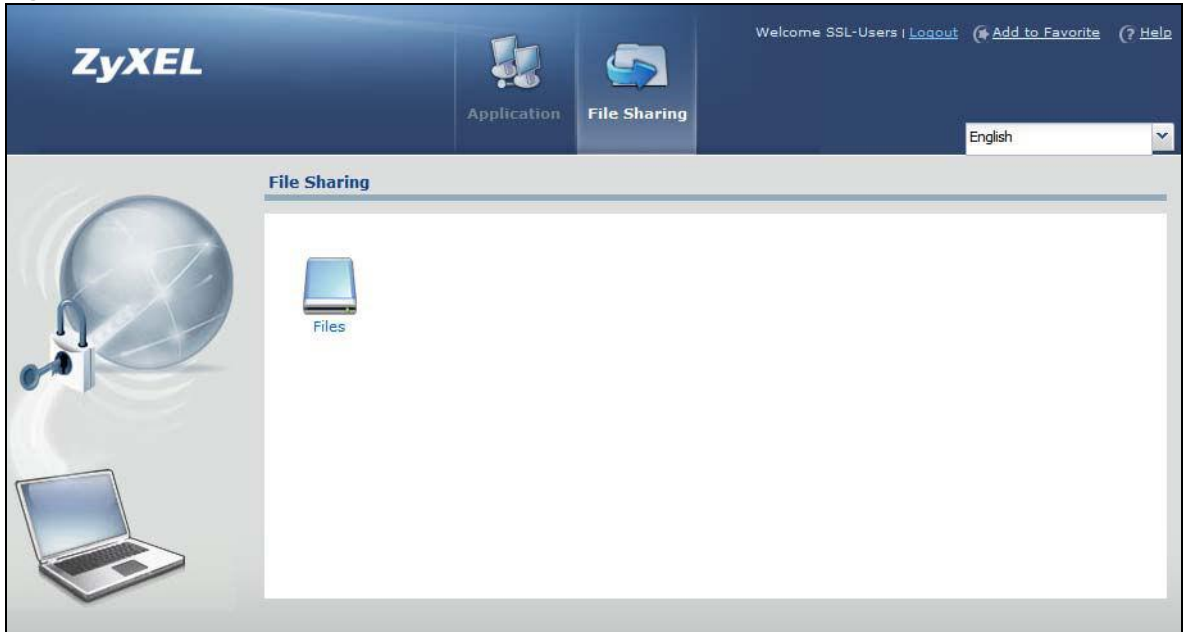 ZyXEL
Welcome SSL-Users | Logout Add to Favorite ? Help
Application
File Sharing
English
File Sharing
Files